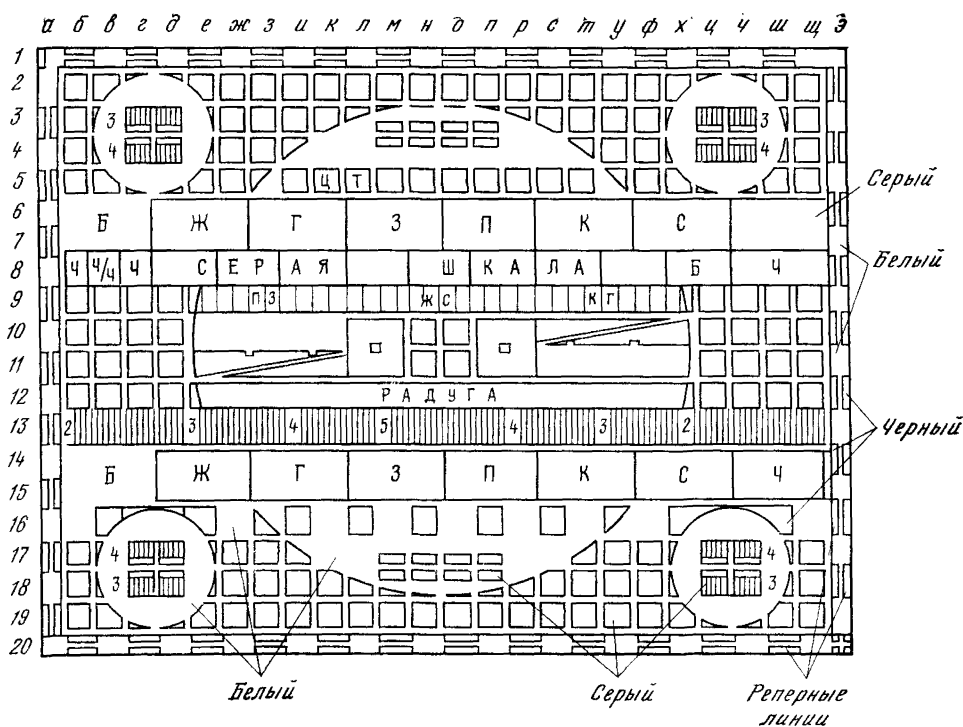 а б в г д е ж з и к л м н о п р с т у ф х ц ч ш щ э
1
2
3 3 3
4 4 4
5 Ц Т
Серый
6
Б Ж Г З П К С
7
Белый
8 Ч Ч/Ч Ч С Е Р А Я Ш К А Л А Б Ч
9 П З Ж С К Г
10
11
12 Р А Д У Г А
13 2 3 4 5 4 3 2
Черный
14
Б Ж Г З П К С Ч
15
16
17 4 4
18 3 3
19
20
Белый Серый Реперные
линии